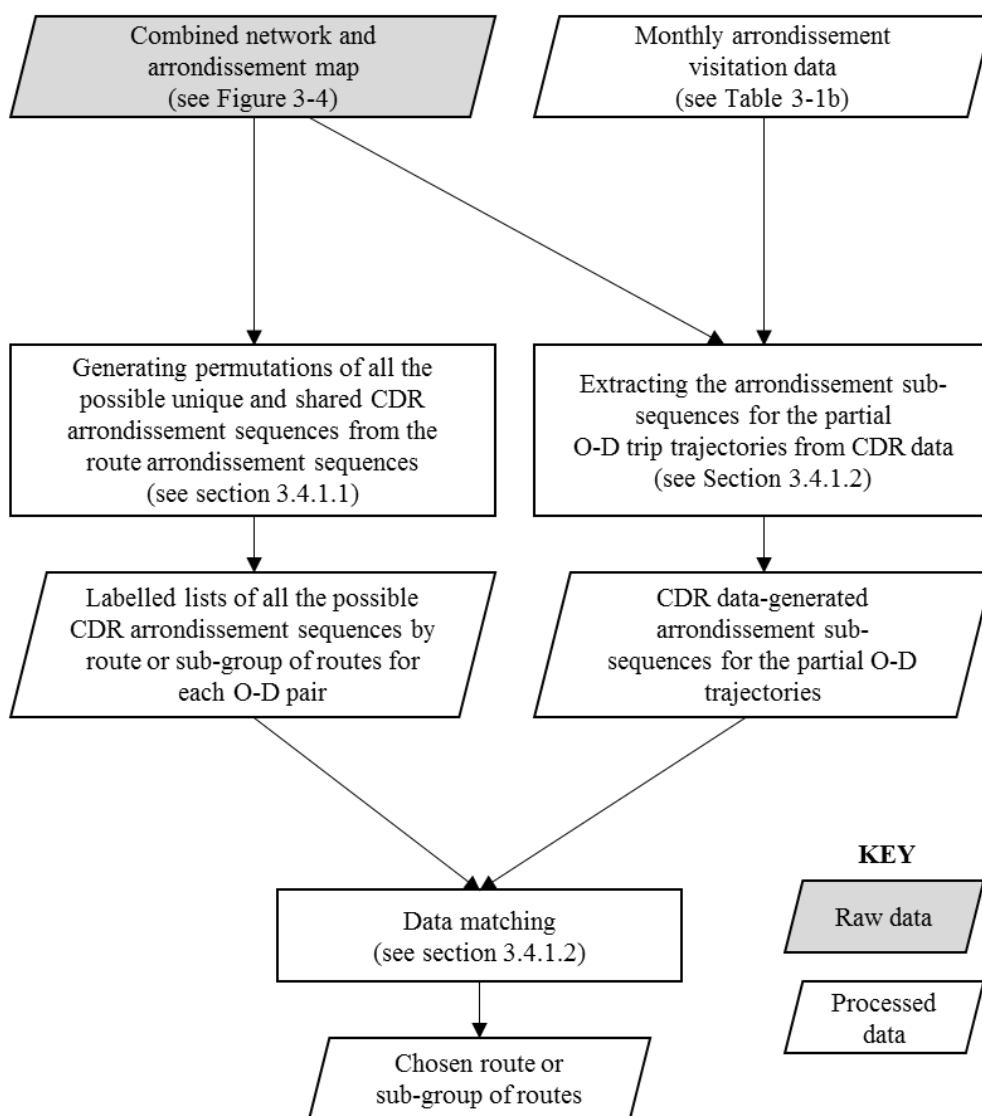 Combined network and
arrondissement map
(see Figure 3-4)
Monthly arrondissement
visitation data
(see Table 3-1b)
Generating permutations of all the
possible unique and shared CDR
arrondissement sequences from the
route arrondissement sequences
(see section 3.4.1.1)
Extracting the arrondissement sub-
sequences for the partial
O-D trip trajectories from CDR data
(see Section 3.4.1.2)
Labelled lists of all the possible
CDR arrondissement sequences by
route or sub-group of routes for
each O-D pair
CDR data-generated
arrondissement sub-
sequences for the partial O-D
trajectories
Data matching
(see section 3.4.1.2)
Chosen route or
sub-group of routes
KEY
Raw data
Processed
data